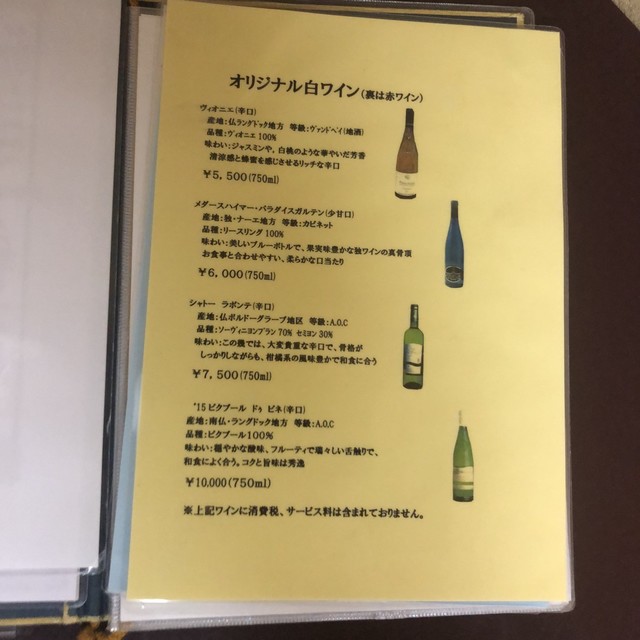 オリジナル白ワイン(裏は赤ワイン)
ヴィオニエ(辛口)
産地:仏ラングドック地方 等級:ヴァンドペイ(地酒)
品種:ヴィオニエ 100%
味わい:ジャスミンや、白桃のような華やいだ芳香
清涼感と蜂蜜を感じさせるリッチな辛口
¥5,500(750ml)
メダースハイマー・パラダイスガルテン(少甘口)
産地:独・ナーエ地方 等級:カビネット
品種:リースリング 100%
味わい:美しいブルーボトルで、果実味豊かな独ワインの真骨頂
お食事と合わせやすい、柔らかな口当たり
¥6,000(750ml)
シャトー ラボンテ(辛口)
産地:仏ボルドーグラーブ地区 等級:A.O.C
品種:ソーヴィニヨンブラン 70% セミヨン 30%
味わい:この畿では、大変貴重な辛口で、骨格が
しっかりしながらも、柑橘系の風味豊かで和食に合う
¥7,500(750ml)
'15 ピクプール ドゥ ピネ(辛口)
産地:南仏・ラングドック地方 等級:A.O.C
品種:ピクプール100%
味わい:穏やかな酸味、フルーティで瑞々しい舌触りで、
和食によく合う。コクと旨味は秀逸
¥10,000(750ml)
※上記ワインに消費税、サービス料は含まれておりません。